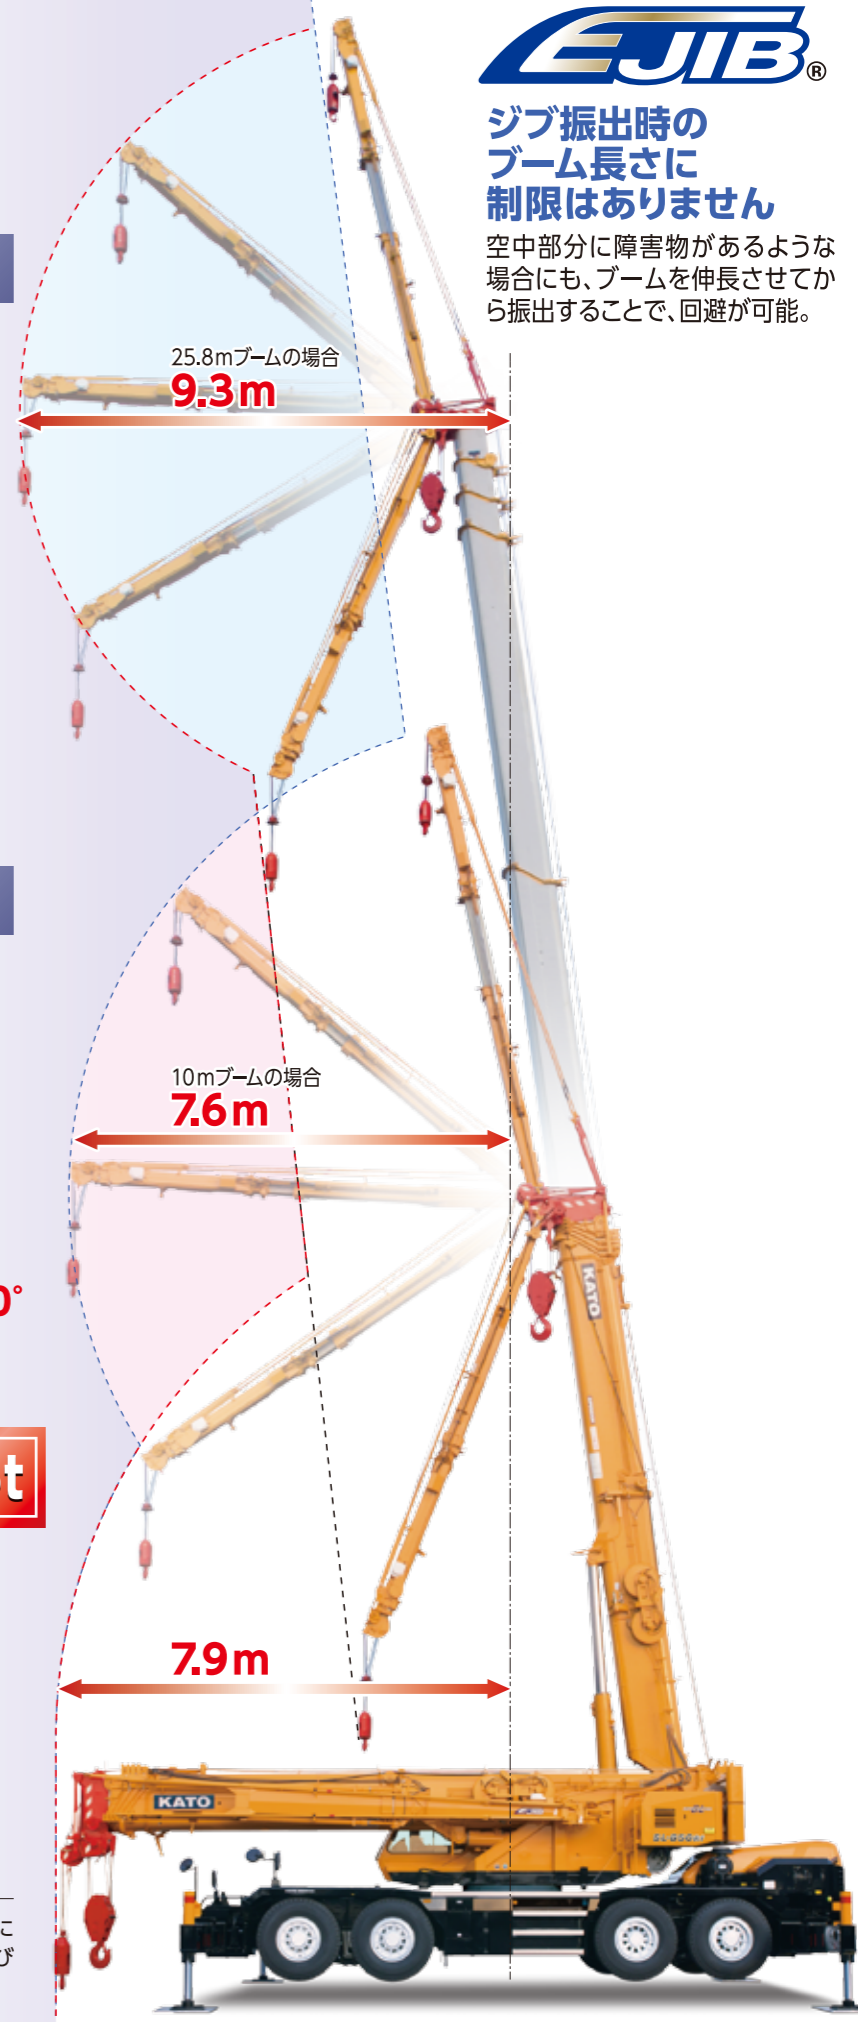 EJIB®
ジブ振出時の
ブーム長さに
制限はありません
空中部分に障害物があるような
場合にも、ブームを伸長させてか
ら振出することで、回避が可能。
25.8mブームの場合
9.3m
10mブームの場合
7.6m
KATO
0°
t
7.9m
KATO
に
び